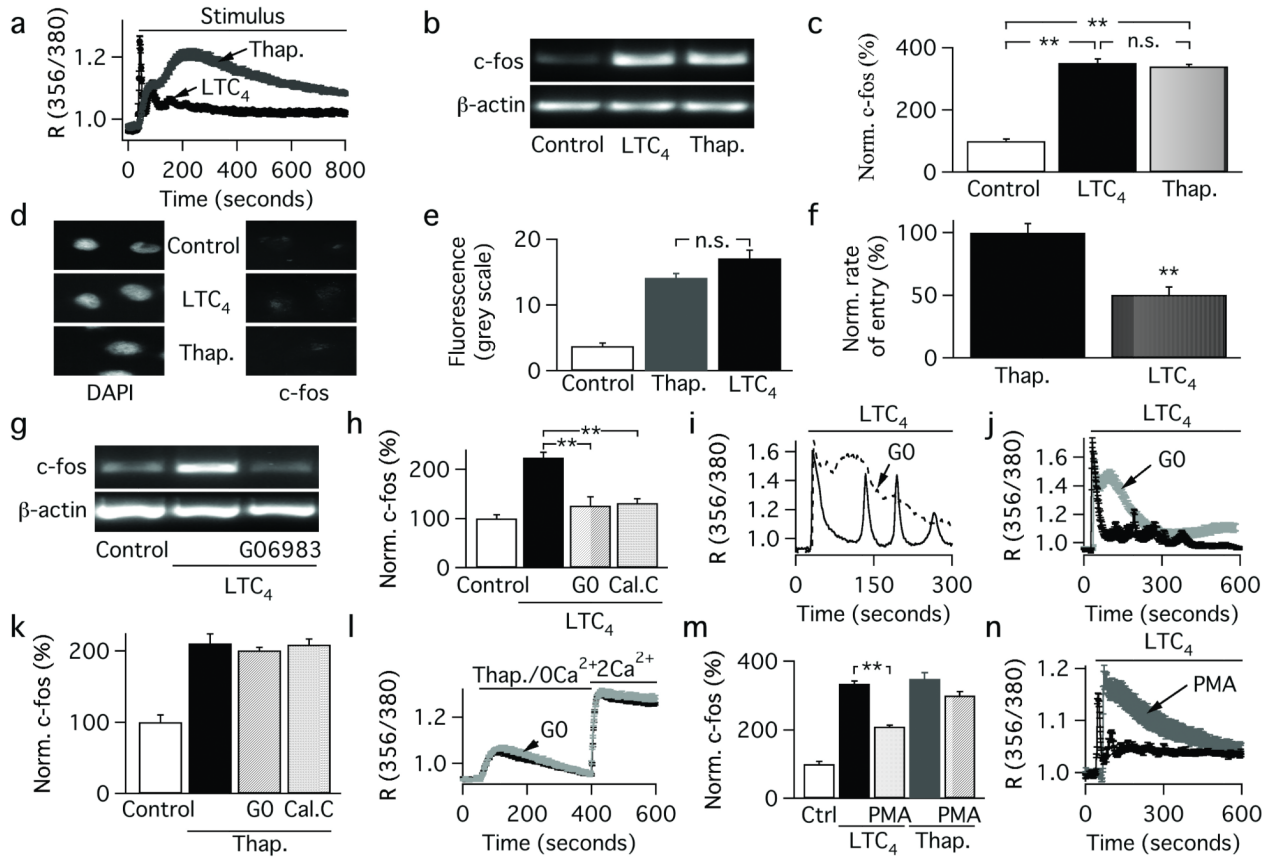 a
Stimulus
R (356/380)
1.2
1.0
Thap.
LTC4
0 200 400 600 800
Time (seconds)
b
c-fos
β-actin
Control LTC4 Thap.
c
Norm. c-fos (%)
400
200
0
**
** n.s.
Control LTC4 Thap.
d
Control
LTC4
Thap.
DAPI c-fos
e
Fluorescence
(grey scale)
20
10
0
n.s.
Control Thap. LTC4
f
Norm. rate
of entry (%)
100
50
0
**
Thap. LTC4
g
c-fos
β-actin
Control G06983
LTC4
h
Norm. c-fos (%)
200
100
0
**
**
Control G0 Cal.C
LTC4
i
LTC4
R (356/380)
1.6
1.4
1.2
1.0
G0
0 150 300
Time (seconds)
j
LTC4
R (356/380)
1.6
1.4
1.2
1.0
G0
0 300 600
Time (seconds)
k
Norm. c-fos (%)
200
100
0
Control G0 Cal.C
Thap.
l
Thap./0Ca2+ 2Ca2+
R (356/380)
1.2
1.0
G0
0 200 400 600
Time (seconds)
m
Norm. c-fos (%)
400
200
0
**
Ctrl PMA PMA
LTC4 Thap.
n
LTC4
R (356/380)
1.2
1.1
1.0
PMA
0 200 400 600
Time (seconds)